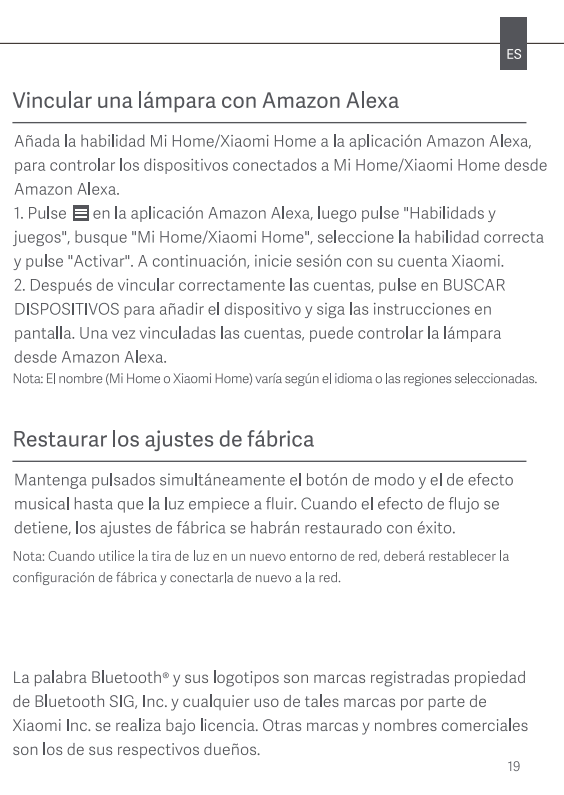 ES
Vincular una lámpara con Amazon Alexa
Añada la habilidad Mi Home/Xiaomi Home a la aplicación Amazon Alexa,
para controlar los dispositivos conectados a Mi Home/Xiaomi Home desde
Amazon Alexa.
1. Pulse en la aplicación Amazon Alexa, luego pulse "Habilidads y
juegos", busque "Mi Home/Xiaomi Home", seleccione la habilidad correcta
y pulse "Activar". A continuación, inicie sesión con su cuenta Xiaomi.
2. Después de vincular correctamente las cuentas, pulse en BUSCAR
DISPOSITIVOS para añadir el dispositivo y siga las instrucciones en
pantalla. Una vez vinculadas las cuentas, puede controlar la lámpara
desde Amazon Alexa.
Nota: El nombre (Mi Home o Xiaomi Home) varía según el idioma o las regiones seleccionadas.
Restaurar los ajustes de fábrica
Mantenga pulsados simultáneamente el botón de modo y el de efecto
musical hasta que la luz empiece a fluir. Cuando el efecto de flujo se
detiene, los ajustes de fábrica se habrán restaurado con éxito.
Nota: Cuando utilice la tira de luz en un nuevo entorno de red, deberá restablecer la
configuración de fábrica y conectarla de nuevo a la red.
La palabra Bluetooth® y sus logotipos son marcas registradas propiedad
de Bluetooth SIG, Inc. y cualquier uso de tales marcas por parte de
Xiaomi Inc. se realiza bajo licencia. Otras marcas y nombres comerciales
son los de sus respectivos dueños.
19